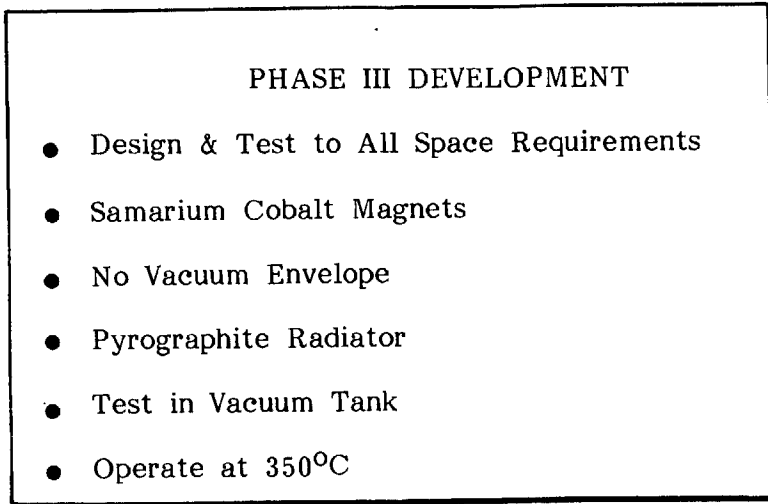 PHASE III DEVELOPMENT
● Design & Test to All Space Requirements
● Samarium Cobalt Magnets
● No Vacuum Envelope
● Pyrographite Radiator
● Test in Vacuum Tank
● Operate at 350°C